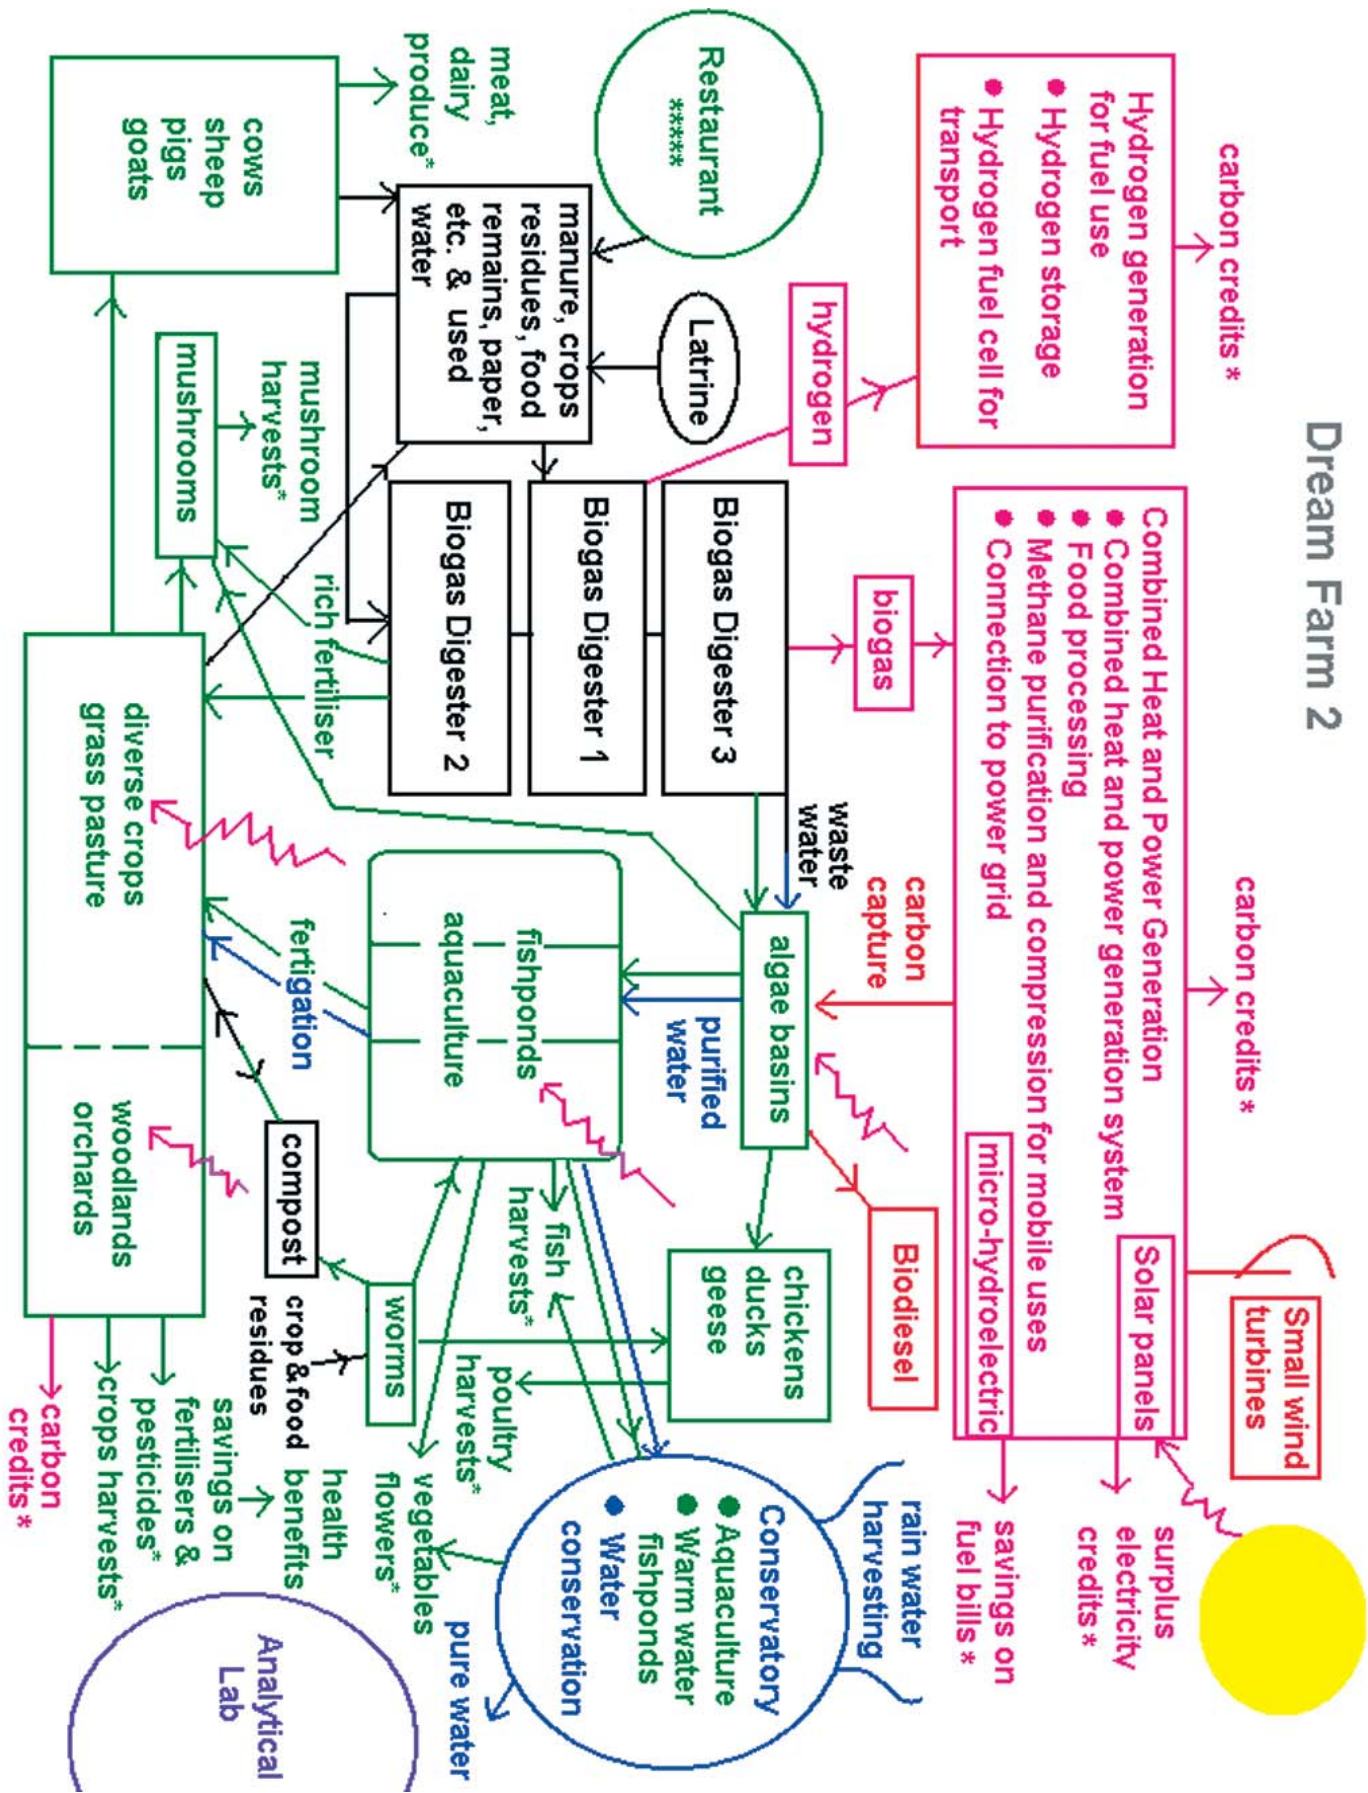 Dream Farm 2
carbon credits *
Hydrogen generation
for fuel use
Hydrogen storage
Hydrogen fuel cell for
transport
hydrogen
carbon credits *
Combined Heat and Power Generation
Combined heat and power generation system
Food processing
Methane purification and compression for mobile uses
Connection to power grid
Solar panels
micro-hydroelectric
Small wind
turbines
surplus
electricity
credits *
savings on
fuel bills *
biogas
carbon
capture
Biodiesel
Restaurant
*****
Latrine
meat,
dairy
produce*
cows
sheep
pigs
goats
manure, crops
residues, food
remains, paper,
etc. & used
water
Biogas Digester 3
Biogas Digester 1
Biogas Digester 2
waste
water
algae basins
purified
water
chickens
ducks
geese
rain water
harvesting
Conservatory
Aquaculture
Warm water
fishponds
Water
conservation
pure water
fishponds
aquaculture
fish
harvests*
poultry
harvests*
vegetables
flowers*
worms
crop &food
residues
compost
fertigation
rich fertiliser
mushroom
harvests*
mushrooms
diverse crops
grass pasture
woodlands
orchards
health
benefits
savings on
fertilisers &
pesticides*
crops harvests*
carbon
credits *
Analytical
Lab